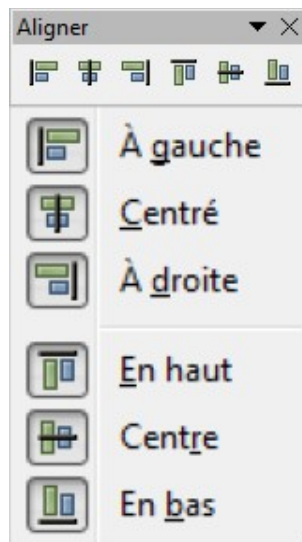 Aligner
À gauche
Centré
À droite
En haut
Centre
En bas